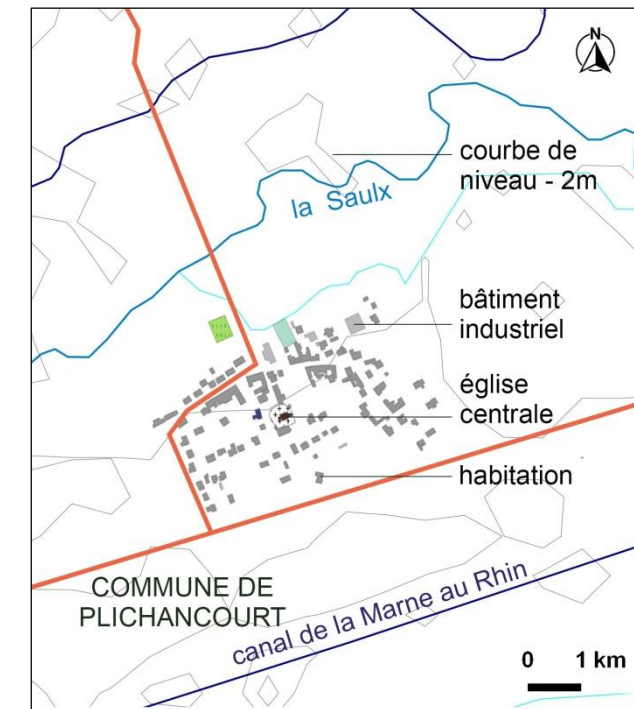 N
courbe de
niveau - 2m
la Saulx
bâtiment
industriel
église
centrale
habitation
COMMUNE DE
PLICHANCOURT
canal de la Marne au Rhin
0 1 km